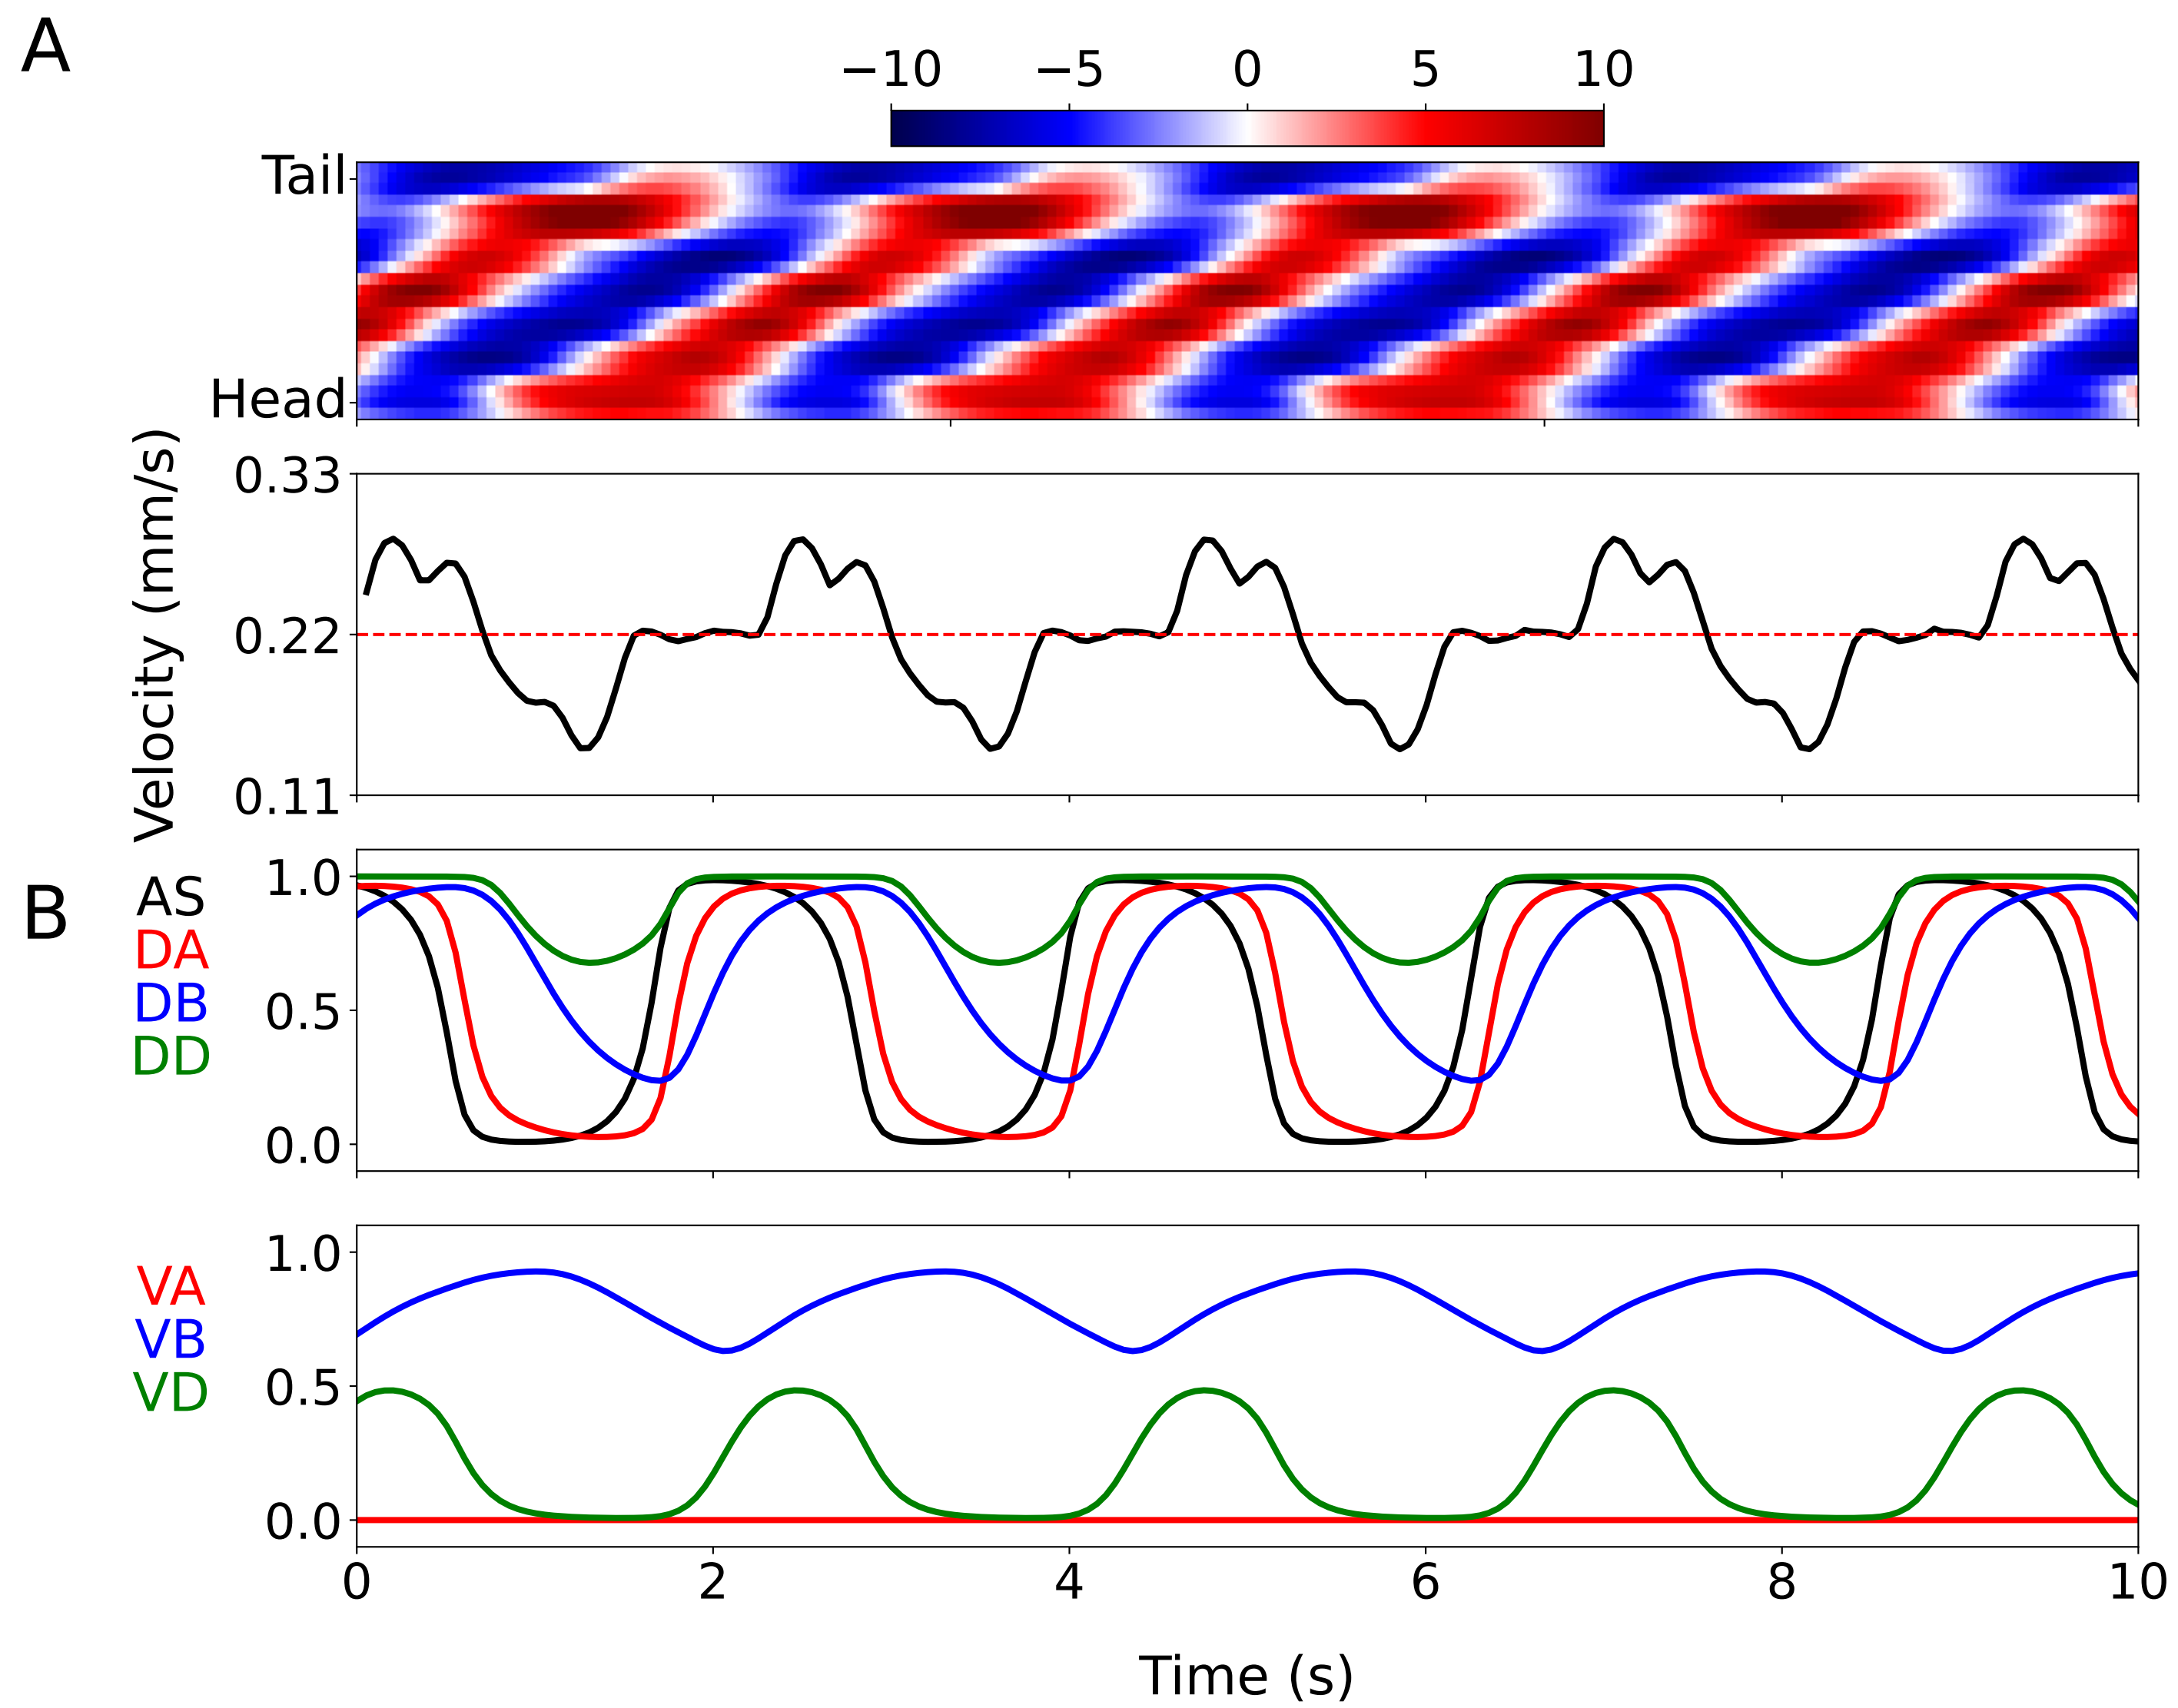 A
−10 −5 0 5 10
Tail
Head
Velocity (mm/s)
0.33
0.22
0.11
B
AS
DA
DB
DD
1.0
0.5
0.0
VA
VB
VD
1.0
0.5
0.0
0 2 4 6 8 10
Time (s)